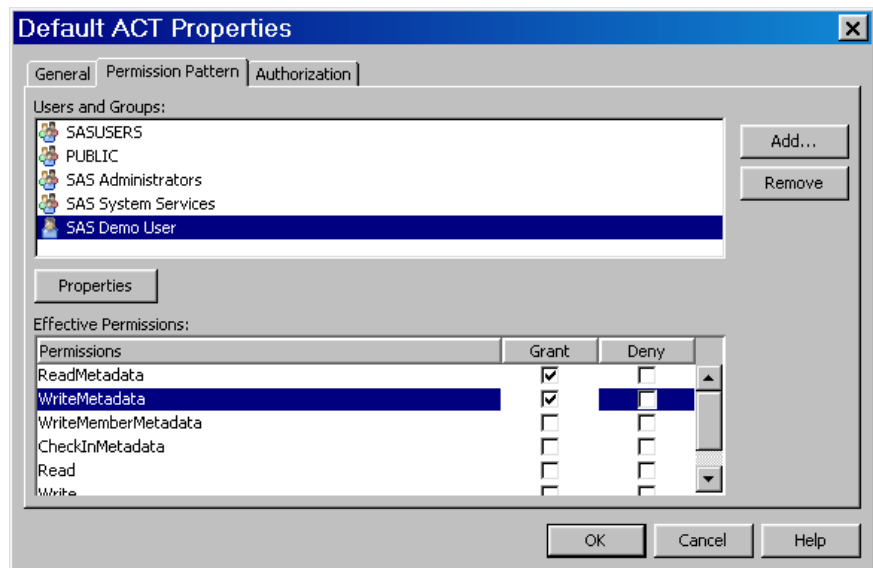 Default ACT Properties
General Permission Pattern Authorization
Users and Groups:
SASUSERS
PUBLIC
SAS Administrators
SAS System Services
SAS Demo User
Add...
Remove
Properties
Effective Permissions:
Permissions Grant Deny
ReadMetadata
WriteMetadata
WriteMemberMetadata
CheckInMetadata
Read
Write
OK Cancel Help